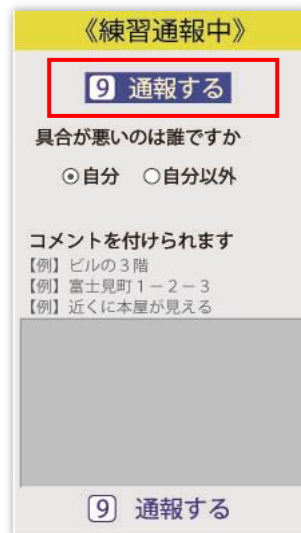 《練習通報中》
9 通報する
具合が悪いのは誰ですか
⦿自分 ○自分以外
コメントを付けられます
【例】ビルの3階
【例】富士見町1－2－3
【例】近くに本屋が見える
9 通報する